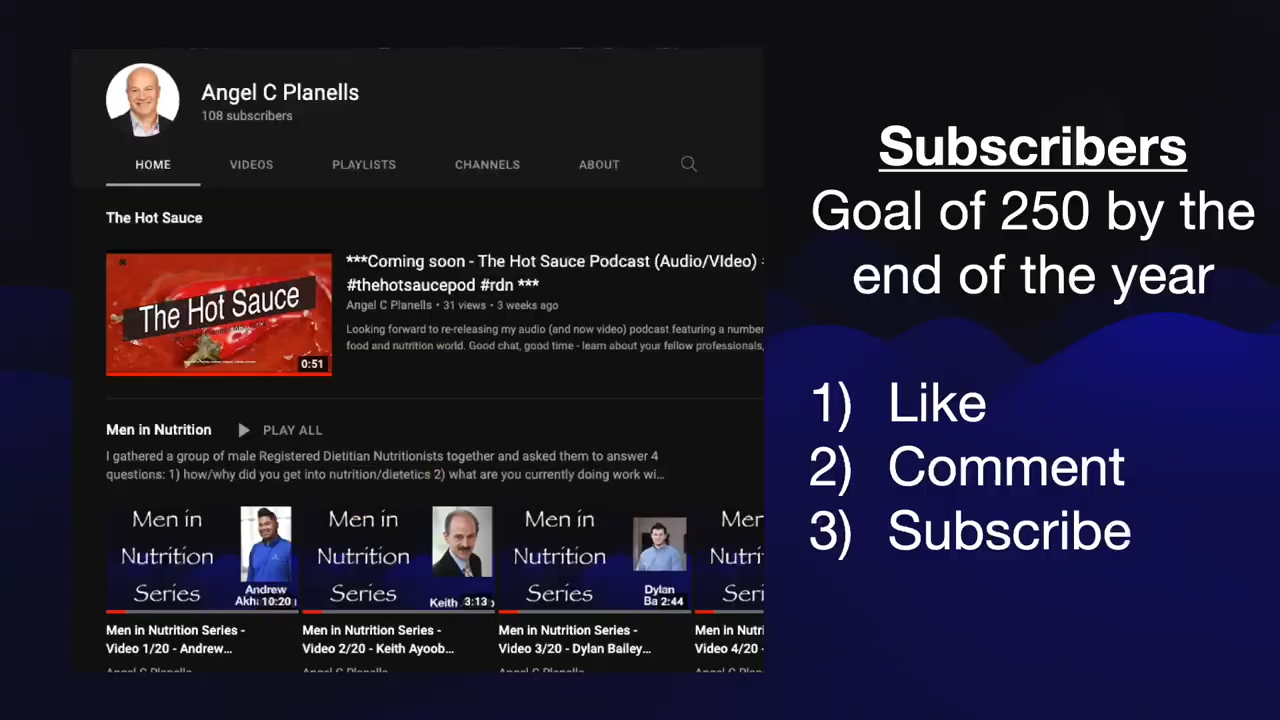 Angel C Planells
108 subscribers
HOME VIDEOS PLAYLISTS CHANNELS ABOUT
The Hot Sauce
The Hot Sauce
0:51
***Coming soon - The Hot Sauce Podcast (Audio/VIdeo)
#thehotsaucepod #rdn ***
Angel C Planells • 31 views • 3 weeks ago
Looking forward to re-releasing my audio (and now video) podcast featuring a number
food and nutrition world. Good chat, good time - learn about your fellow professionals,
Men in Nutrition PLAY ALL
I gathered a group of male Registered Dietitian Nutritionists together and asked them to answer 4
questions: 1) how/why did you get into nutrition/dietetics 2) what are you currently doing work wi...
Men in
Nutrition
Series
Andrew
10:20
Men in Nutrition Series -
Video 1/20 - Andrew...
Men in
Nutrition
Series
Keith
3:13
Men in Nutrition Series -
Video 2/20 - Keith Ayoob...
Men in
Nutrition
Series
Dylan
Ba 2:44
Men in Nutrition Series -
Video 3/20 - Dylan Bailey...
Men in Nutri
Video 4/20 -
Subscribers
Goal of 250 by the
end of the year
1) Like
2) Comment
3) Subscribe